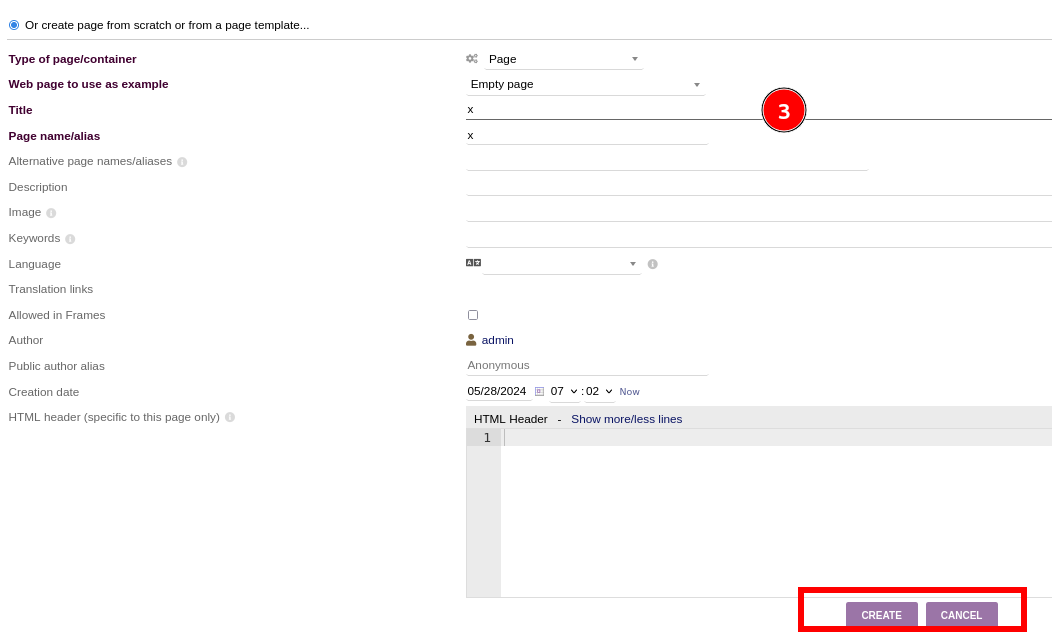 Or create page from scratch or from a page template...
Type of page/container Page
Web page to use as example Empty page
Title x
3
Page name/alias x
Alternative page names/aliases
Description
Image
Keywords
Language
Translation links
Allowed in Frames
Author admin
Public author alias Anonymous
Creation date 05/28/2024 07 : 02 Now
HTML header (specific to this page only)
HTML Header - Show more/less lines
1
CREATE CANCEL